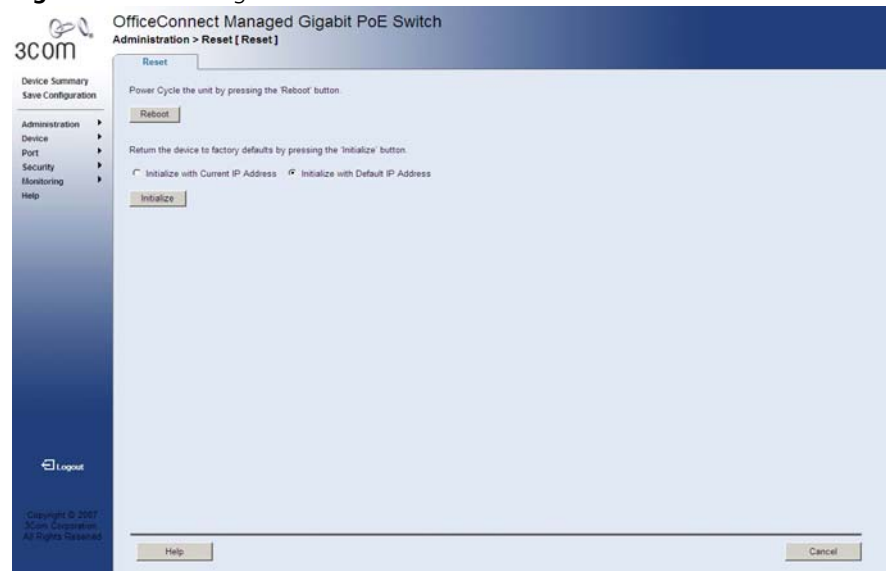 3COM
OfficeConnect Managed Gigabit PoE Switch
Administration > Reset [ Reset ]
Reset
Device Summary
Save Configuration
Administration
Device
Port
Security
Monitoring
Help
Power Cycle the unit by pressing the 'Reboot' button.
Reboot
Return the device to factory defaults by pressing the 'Initialize' button.
Initialize with Current IP Address Initialize with Default IP Address
Initialize
Logout
Copyright © 2007
3Com Corporation
All Rights Reserved
Help
Cancel